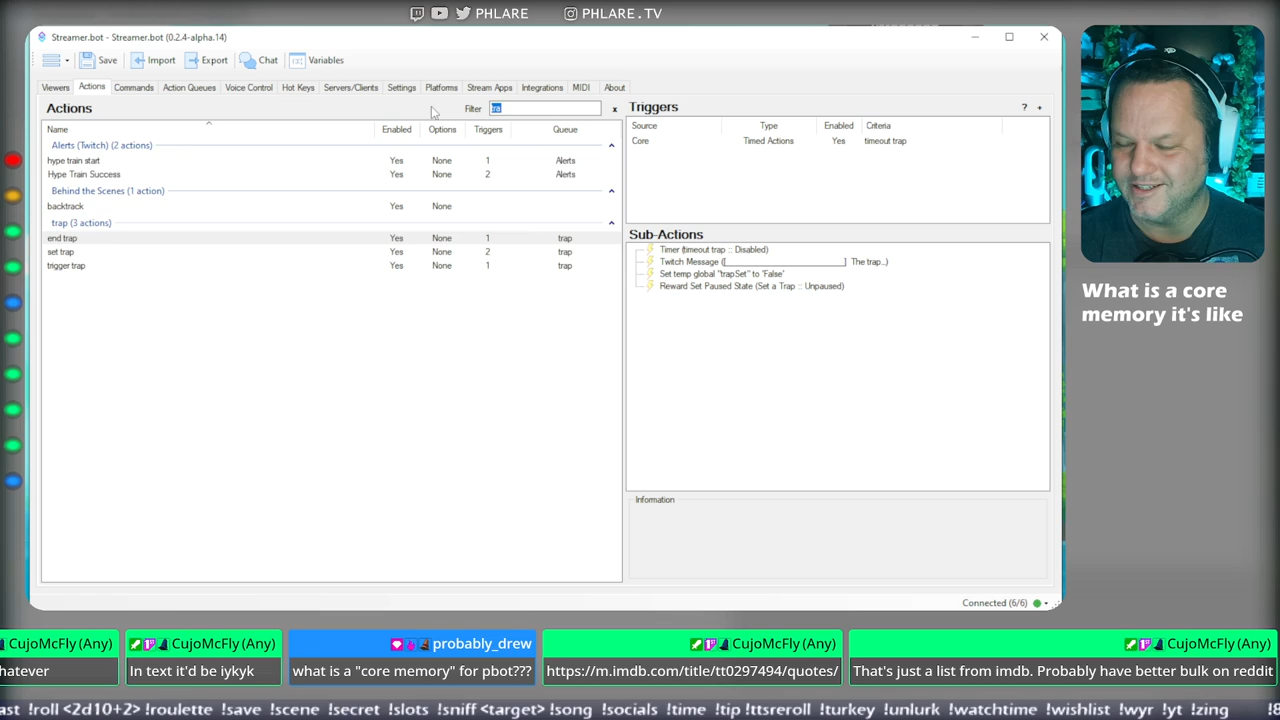 PHLARE PHLARE.TV
Streamer.bot - Streamer.bot (0.2.4-alpha.14)
Save Import Export Chat Variables
Viewers Actions Commands Action Queues Voice Control Hot Keys Servers/Clients Settings Platforms Stream Apps Integrations MIDI About
Actions Filter tra x
Name Enabled Options Triggers Queue
Alerts (Twitch) (2 actions)
hype train start Yes None 1 Alerts
Hype Train Success Yes None 2 Alerts
Behind the Scenes (1 action)
backtrack Yes None
trap (3 actions)
end trap Yes None 1 trap
set trap Yes None 2 trap
trigger trap Yes None 1 trap
Triggers ? +
Source Type Enabled Criteria
Core Timed Actions Yes timeout trap
Sub-Actions
Timer (timeout trap :: Disabled)
Twitch Message ([____________________] The trap...)
Set temp global "trapSet" to 'False'
Reward Set Paused State (Set a Trap :: Unpaused)
Information
Connected (6/6)
What is a core
memory it's like
CujoMcFly (Any)
hatever
CujoMcFly (Any)
In text it'd be iykyk
probably_drew
what is a "core memory" for pbot???
CujoMcFly (Any)
https://m.imdb.com/title/tt0297494/quotes/
CujoMcFly (Any)
That's just a list from imdb. Probably have better bulk on reddit
ast !roll <2d10+2> !roulette !save !scene !secret !slots !sniff <target> !song !socials !time !tip !ttsreroll !turkey !unlurk !watchtime !wishlist !wyr !yt !zing !8